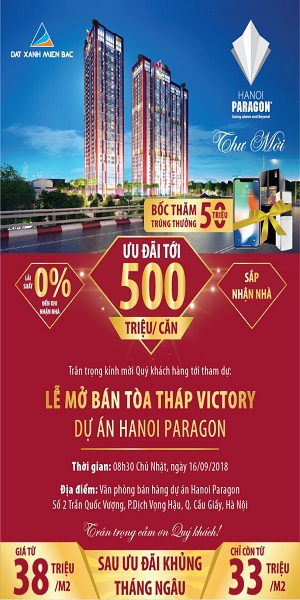 DAT XANH MIEN BAC
HANOI
PARAGON
Going above and Beyond
Thư Mời
BỐC THĂM
TRÚNG THƯỞNG
50 TRIỆU
ƯU ĐÃI TỚI
500
TRIỆU/ CĂN
LÃI SUẤT
0%
ĐẾN KHI
NHẬN NHÀ
SẮP
NHẬN NHÀ
Trân trọng kính mời Quý khách hàng tới tham dự:
LỄ MỞ BÁN TÒA THÁP VICTORY
DỰ ÁN HANOI PARAGON
Thời gian: 08h30 Chủ Nhật, ngày 16/09/2018
Địa điểm: Văn phòng bán hàng dự án Hanoi Paragon
Số 2 Trần Quốc Vượng, P.Dịch Vọng Hậu, Q. Cầu Giấy, Hà Nội
Trân trọng cảm ơn Quý khách!
GIÁ TỪ
38 TRIỆU
/M2
SAU ƯU ĐÃI KHỦNG
THÁNG NGÂU
CHỈ CÒN TỪ
33 TRIỆU
/M2